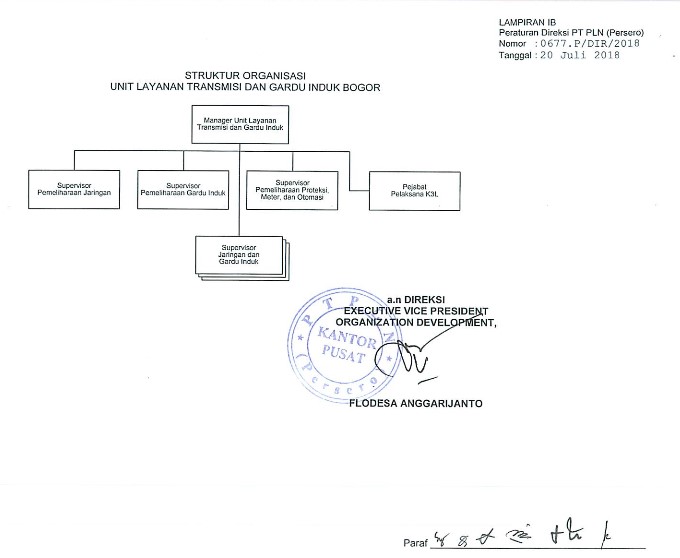 LAMPIRAN IB
Peraturan Direksi PT PLN (Persero)
Nomor : 0677.P/DIR/2018
Tanggal : 20 Juli 2018
STRUKTUR ORGANISASI
UNIT LAYANAN TRANSMISI DAN GARDU INDUK BOGOR
Manager Unit Layanan
Transmisi dan Gardu Induk
Supervisor
Pemeliharaan Jaringan
Supervisor
Pemeliharaan Gardu Induk
Supervisor
Pemeliharaan Proteksi,
Meter, dan Otomasi
Pejabat
Pelaksana K3L
Supervisor
Jaringan dan
Gardu Induk
a.n DIREKSI
EXECUTIVE VICE PRESIDENT
ORGANIZATION DEVELOPMENT,
PT PLN
KANTOR
PUSAT
(Persero)
FLODESA ANGGARIJANTO
Paraf